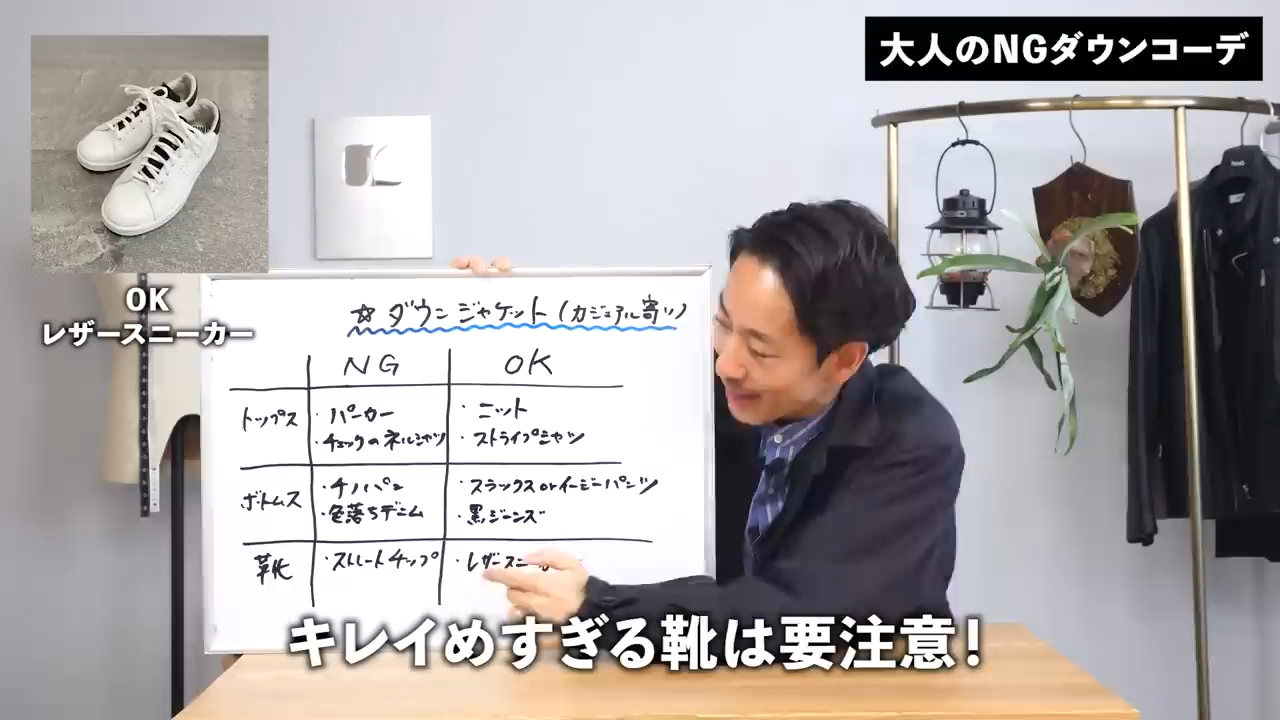 大人のNGダウンコーデ
OK
レザースニーカー
☆ ダウンジャケット(カジュアル寄り)
NG
OK
トップス
・パーカー
・チェックのネルシャツ
・ニット
・ストライプシャツ
ボトムス
・チノパン
・色落ちデニム
・スラックスorイージーパンツ
・黒ジーンズ
靴
・ストレートチップ
・レザースニーカ
キレイめすぎる靴は要注意!